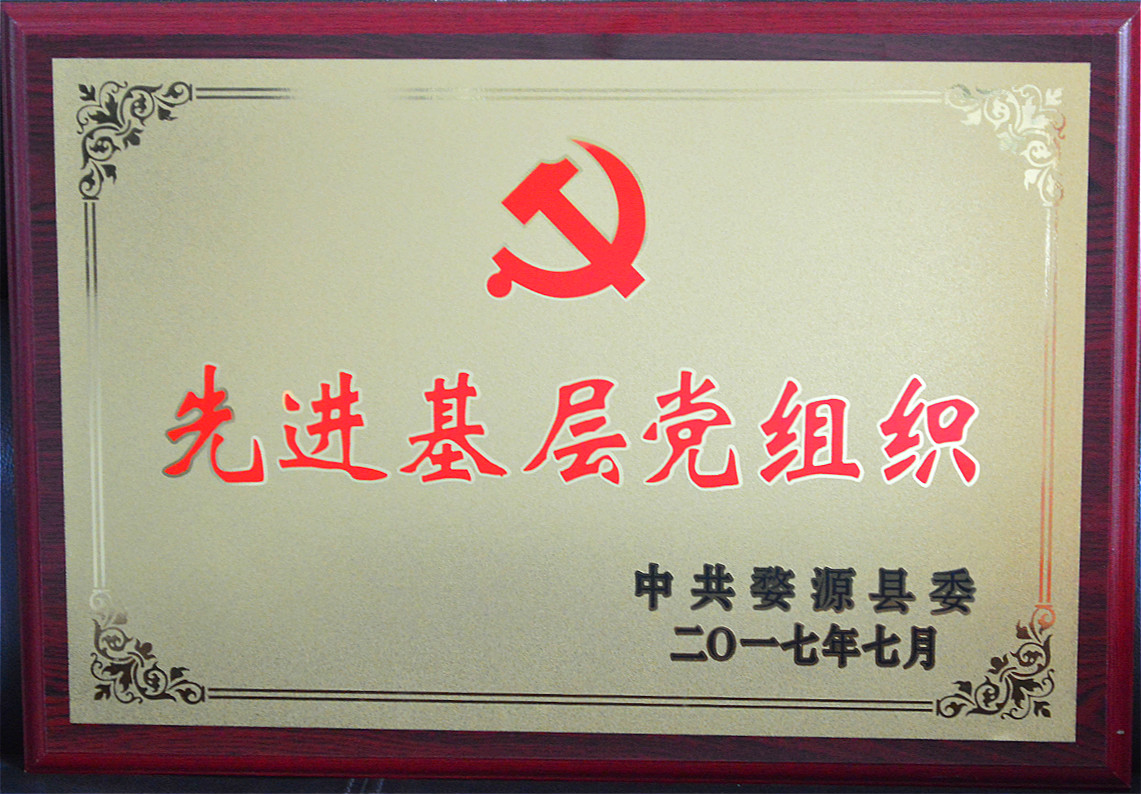 先进基层党组织
中共婺源县委
二〇一七年七月